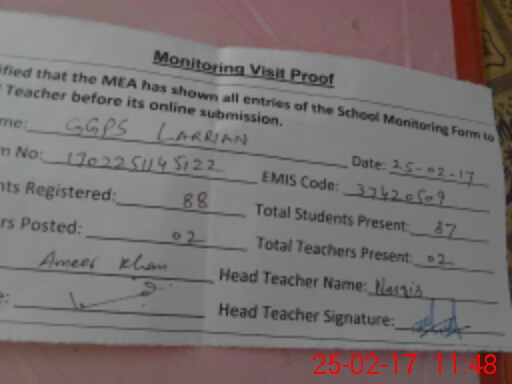 Monitoring Visit Proof
ified that the MEA has shown all entries of the School Monitoring Form to
Teacher before its online submission.
me: GGPS LARRIAN
Date: 25-02-17
n No: 1702251145122
EMIS Code: 37420509
nts Registered: 88
Total Students Present: 87
rs Posted: 02
Total Teachers Present: 02
Ameer Khan
Head Teacher Name: Nargis
e:
Head Teacher Signature:
25-02-17 11:48